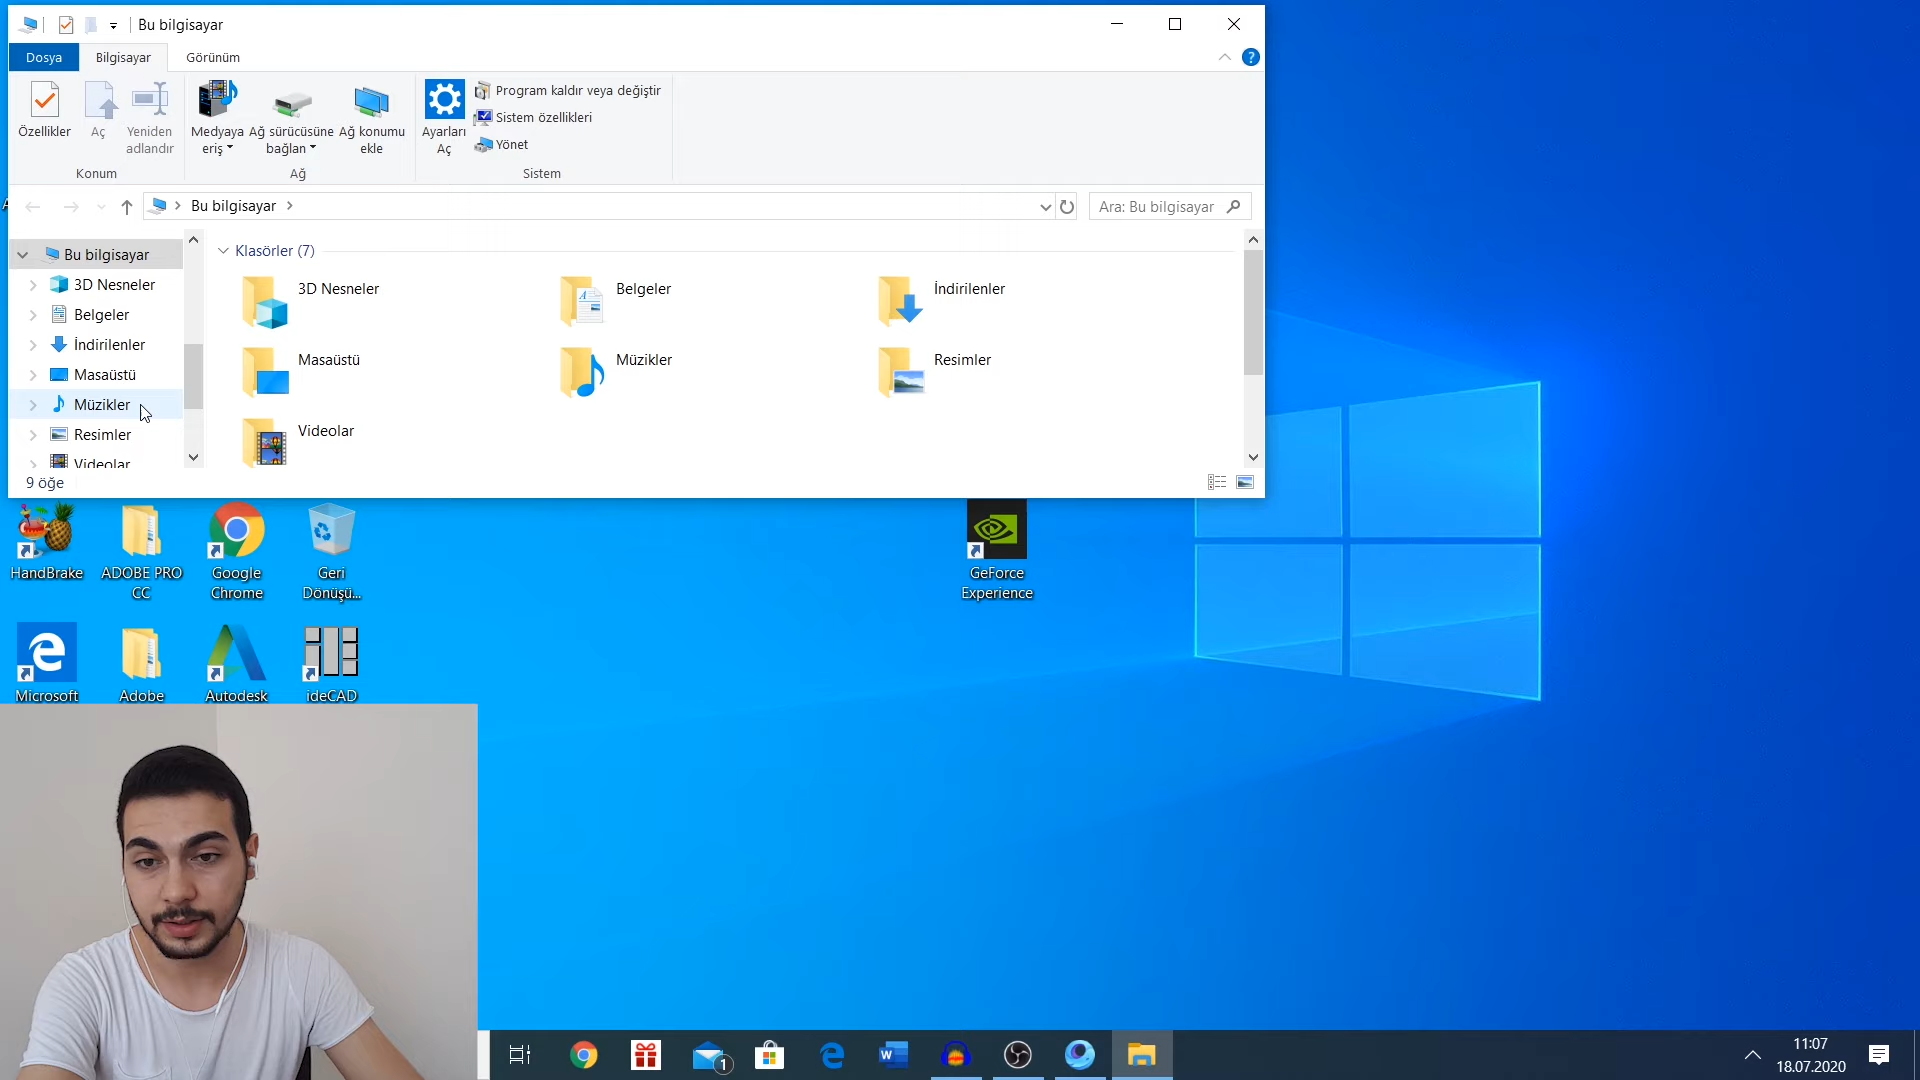 Bu bilgisayar
Dosya
Bilgisayar
Görünüm
Özellikler
Aç
Yeniden
adlandır
Medyaya
eriş
Ağ sürücüsüne
bağlan
Ağ konumu
ekle
Ayarları
Aç
Program kaldır veya değiştir
Sistem özellikleri
Yönet
Konum
Ağ
Sistem
Bu bilgisayar
Ara: Bu bilgisayar
Bu bilgisayar
3D Nesneler
Belgeler
İndirilenler
Masaüstü
Müzikler
Resimler
Videolar
Klasörler (7)
3D Nesneler
Belgeler
İndirilenler
Masaüstü
Müzikler
Resimler
Videolar
9 öğe
HandBrake
ADOBE PRO
CC
Google
Chrome
Geri
Dönüşü...
GeForce
Experience
Microsoft
Adobe
Autodesk
ideCAD
1
11:07
18.07.2020